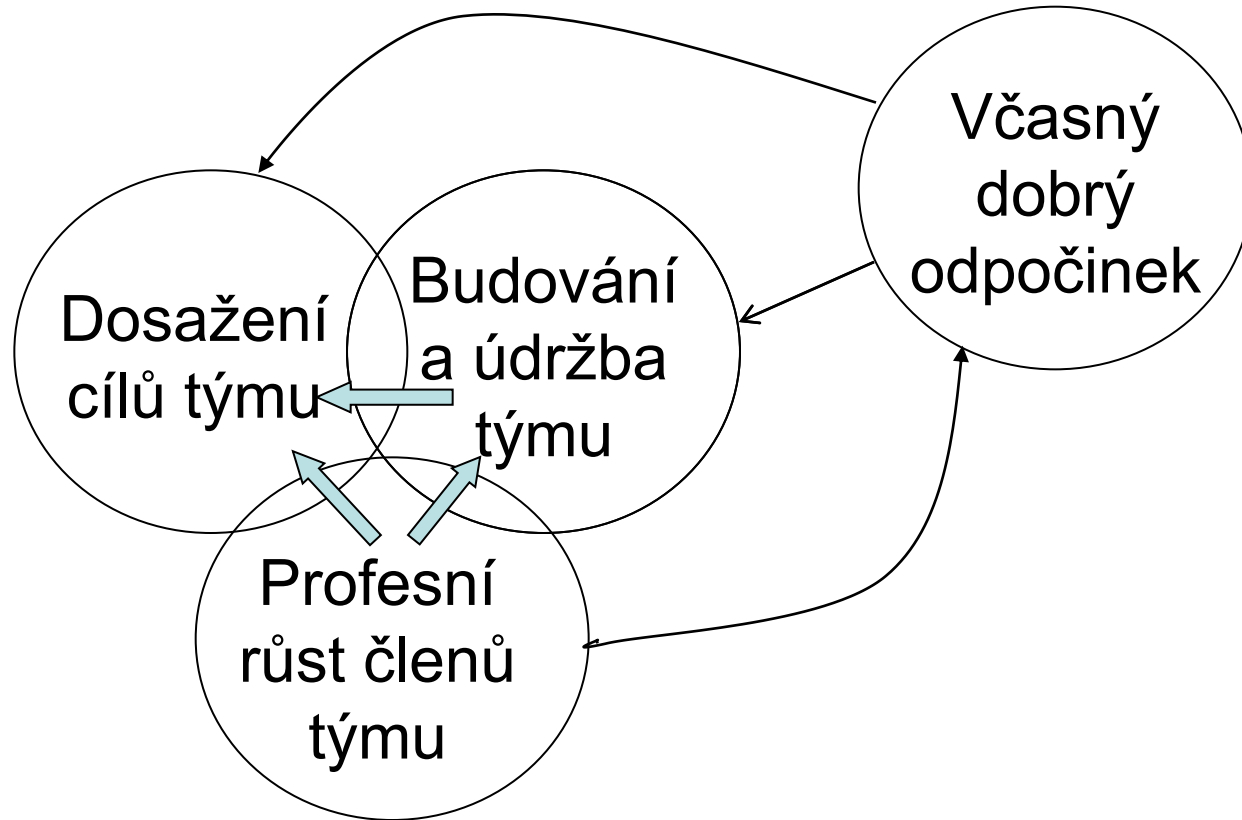 Včasný
dobrý
odpočinek
Dosažení
cílů týmu
Budování
a údržba
týmu
Profesní
růst členů
týmu